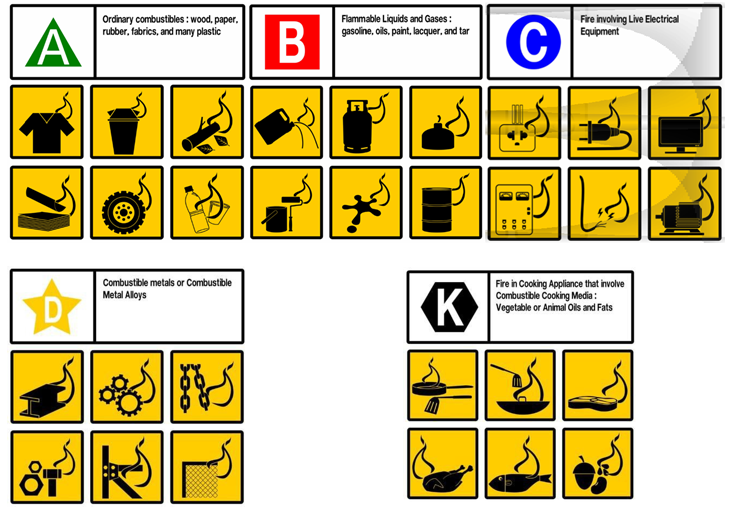 A
Ordinary combustibles : wood, paper,
rubber, fabrics, and many plastic
B
Flammable Liquids and Gases :
gasoline, oils, paint, lacquer, and tar
C
Fire involving Live Electrical
Equipment
D
Combustible metals or Combustible
Metal Alloys
K
Fire in Cooking Appliance that involve
Combustible Cooking Media :
Vegetable or Animal Oils and Fats